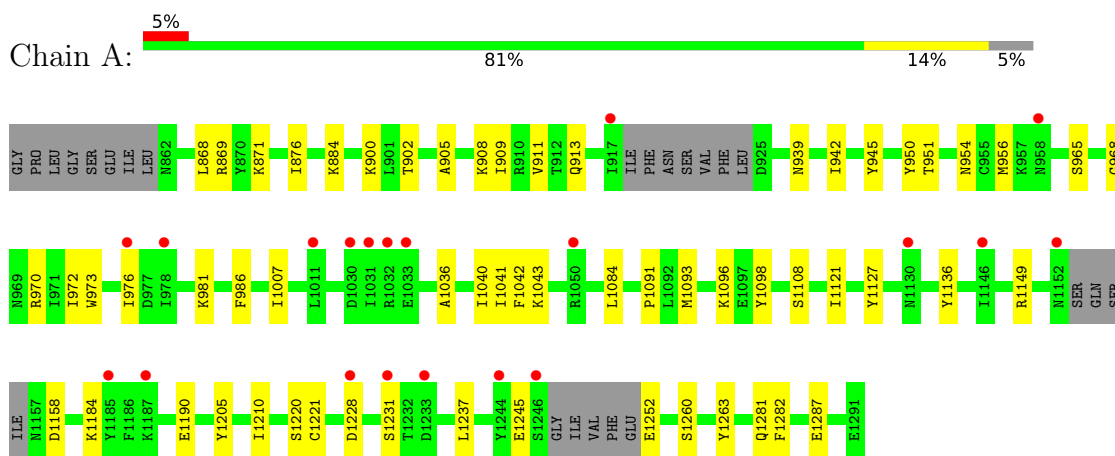 5%
Chain A:
81% 14% 5%
GLY PRO LEU GLY SER GLU ILE LEU N862 L868 R869 Y870 K871 I876 K884 K900 L901 T902 A905 K908 I909 R910 V911 T912 Q913 I917 ILE PHE ASN SER VAL PHE LEU D925 N939 I942 Y945 Y950 T951 N954 C955 M956 K957 N958 S965 G968
N969 R970 I971 I972 W973 I976 D977 I978 K981 F986 I1007 L1011 D1030 I1031 R1032 E1033 A1036 I1040 I1041 F1042 K1043 R1050 L1084 P1091 L1092 M1093 K1096 E1097 Y1098 S1108 I1121 Y1127 N1130 Y1136 I1146 R1149 N1152 SER GLN SER
ILE N1157 D1158 K1184 Y1185 F1186 K1187 E1190 Y1205 I1210 S1220 C1221 D1228 S1231 T1232 D1233 L1237 Y1244 E1245 S1246 GLY ILE VAL PHE GLU E1252 S1260 Y1263 Q1281 F1282 E1287 E1291